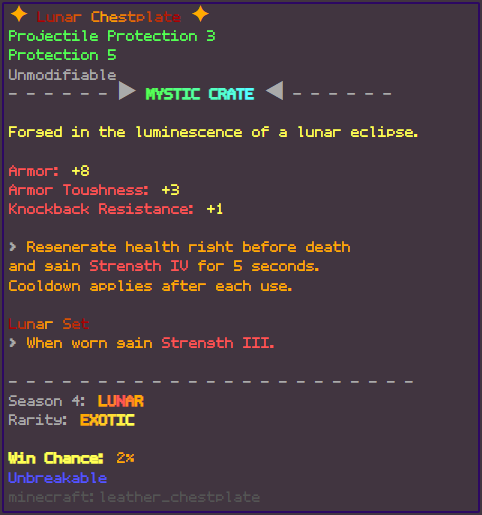 ✦ Lunar Chestplate ✦
Projectile Protection 3
Protection 5
Unmodifiable
- - - - - - ▶ MYSTIC CRATE ◀ - - - - - -
Forged in the luminescence of a lunar eclipse.
Armor: +8
Armor Toughness: +3
Knockback Resistance: +1
> Regenerate health right before death
and gain Strength IV for 5 seconds.
Cooldown applies after each use.
Lunar Set
> When worn gain Strength III.
- - - - - - - - - - - - - - - - - - - - - - -
Season 4: LUNAR
Rarity: EXOTIC
Win Chance: 2%
Unbreakable
minecraft:leather_chestplate